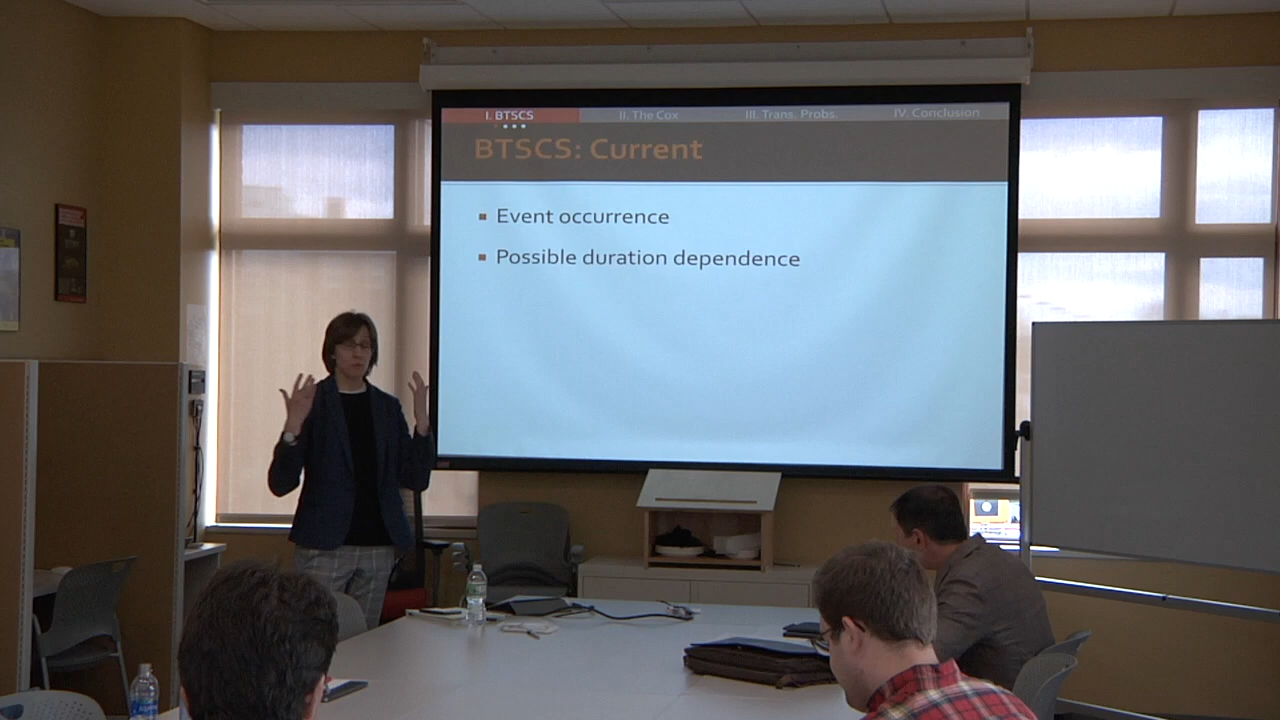 I. BTSCS II. The Cox III. Trans. Probs. IV. Conclusion
BTSCS: Current
Event occurrence
Possible duration dependence